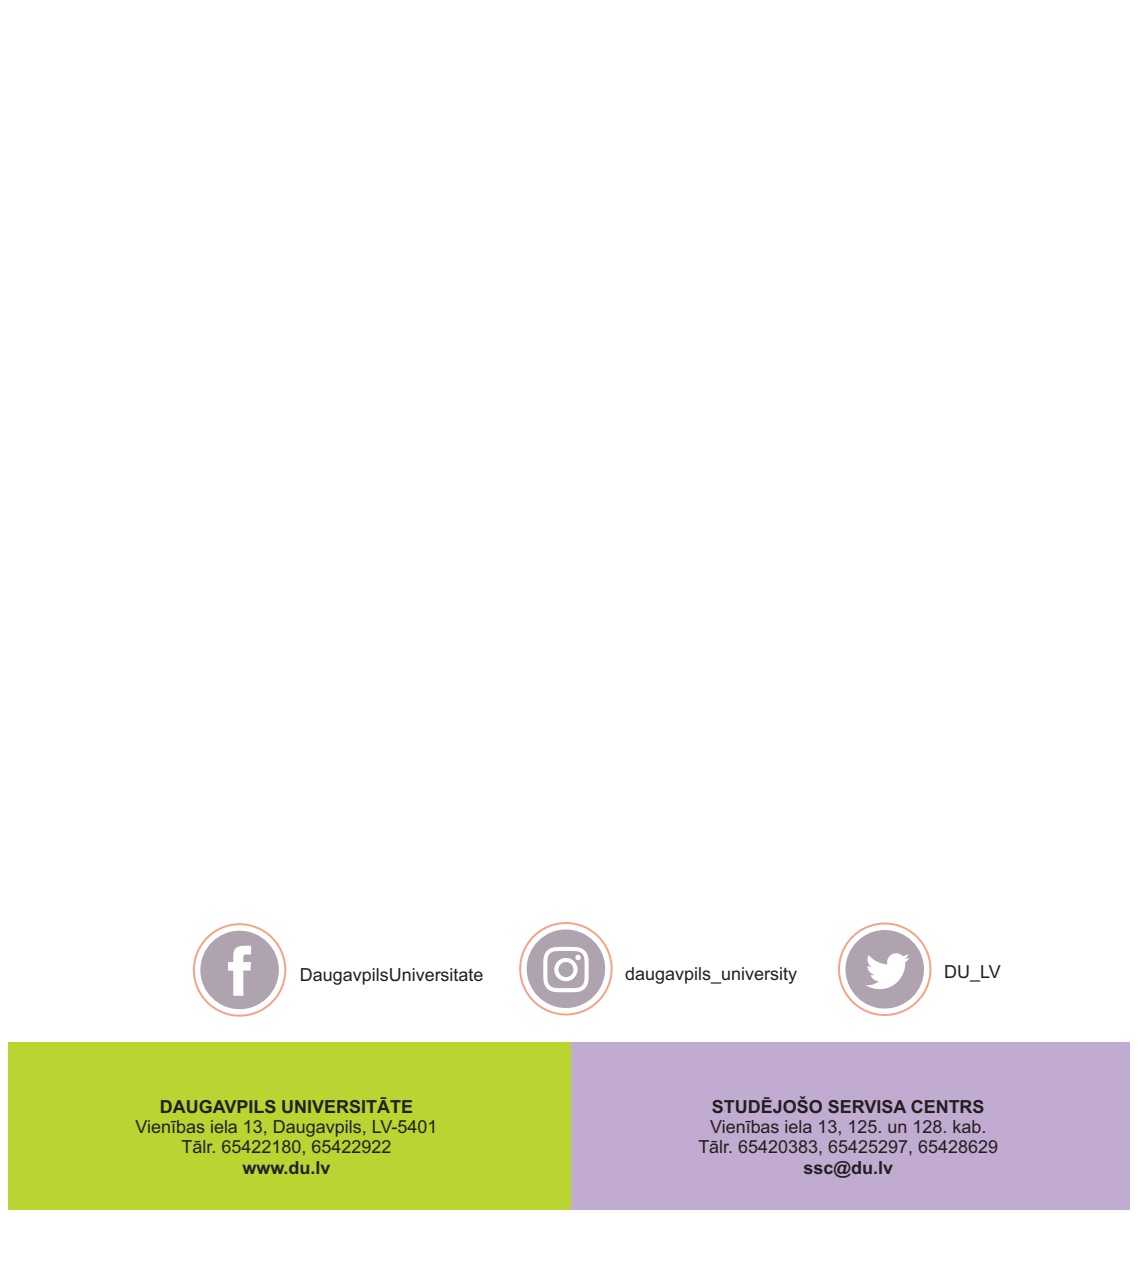 DaugavpilsUniversitate
daugavpils_university
DU_LV
DAUGAVPILS UNIVERSITĀTE
Vienības iela 13, Daugavpils, LV-5401
Tālr. 65422180, 65422922
www.du.lv
STUDĒJOŠO SERVISA CENTRS
Vienības iela 13, 125. un 128. kab.
Tālr. 65420383, 65425297, 65428629
ssc@du.lv